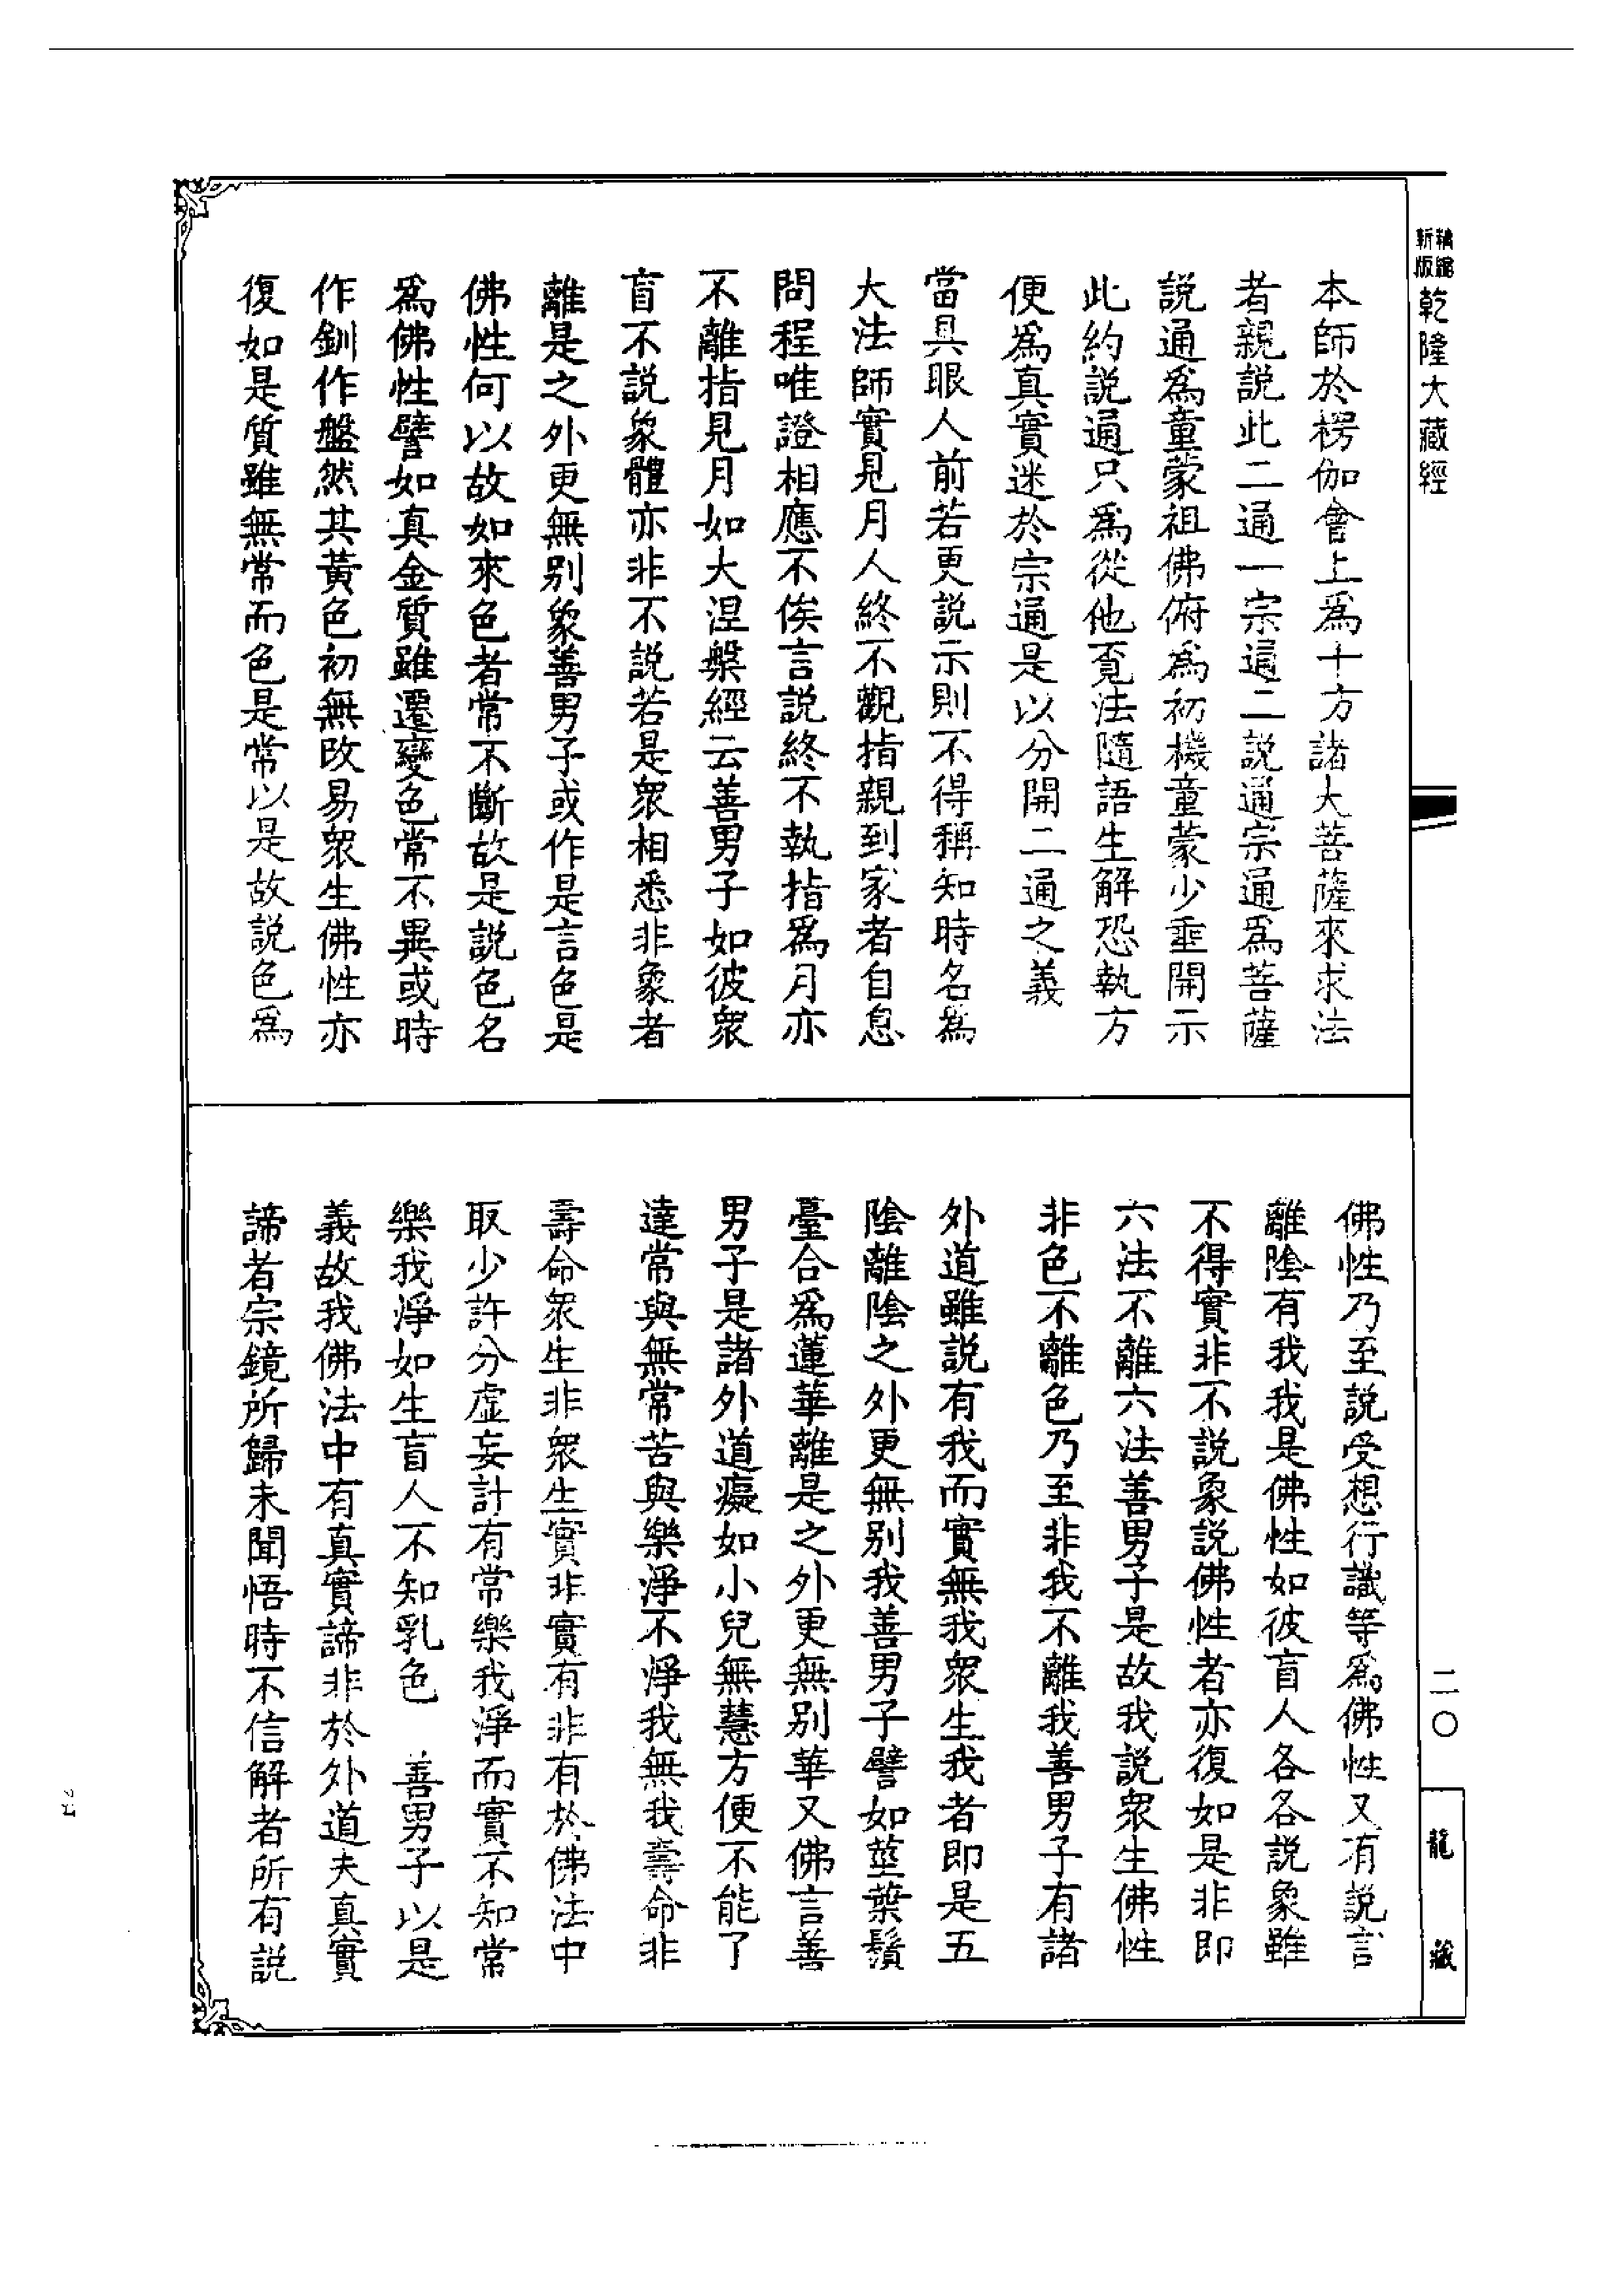 新編
縮版
乾隆大藏經
本師於楞伽會上爲十方諸大菩薩來求法
者親說此二通一宗通二說通宗通爲菩薩
說通爲童蒙祖佛俯爲初機童蒙少垂開示
此約說通只爲從他覓法隨語生解恐執方
便爲真實迷於宗通是以分開二通之義
當具眼人前若更說示則不得稱知時名爲
大法師實見月人終不觀指親到家者自息
問程唯證相應不俟言說終不執指爲月亦
不離指見月如大涅槃經云善男子如彼衆
盲不說象體亦非不說若是衆相悉非象者
離是之外更無別象善男子或作是言色是
佛性何以故如來色者常不斷故是說色名
爲佛性譬如真金質雖遷變色常不異或時
作釧作盤然其黃色初無改易衆生佛性亦
復如是質雖無常而色是常以是故說色爲
佛性乃至說受想行識等爲佛性又有說言
離陰有我我是佛性如彼盲人各各說象雖
不得實非不說象說佛性者亦復如是非即
六法不離六法善男子是故我說衆生佛性
非色不離色乃至非我不離我善男子有諸
外道雖說有我而實無我衆生我者即是五
陰離陰之外更無別我善男子譬如莖葉鬚
臺合爲蓮華離是之外更無別華又佛言善
男子是諸外道癡如小兒無慧方便不能了
達常與無常苦與樂淨不淨我無我壽命非
壽命衆生非衆生實非實有非有於佛法中
取少許分虛妄計有常樂我淨而實不知常
樂我淨如生盲人不知乳色 善男子以是
義故我佛法中有真實諦非於外道夫真實
諦者宗鏡所歸未聞悟時不信解者所有說
二〇
龍藏